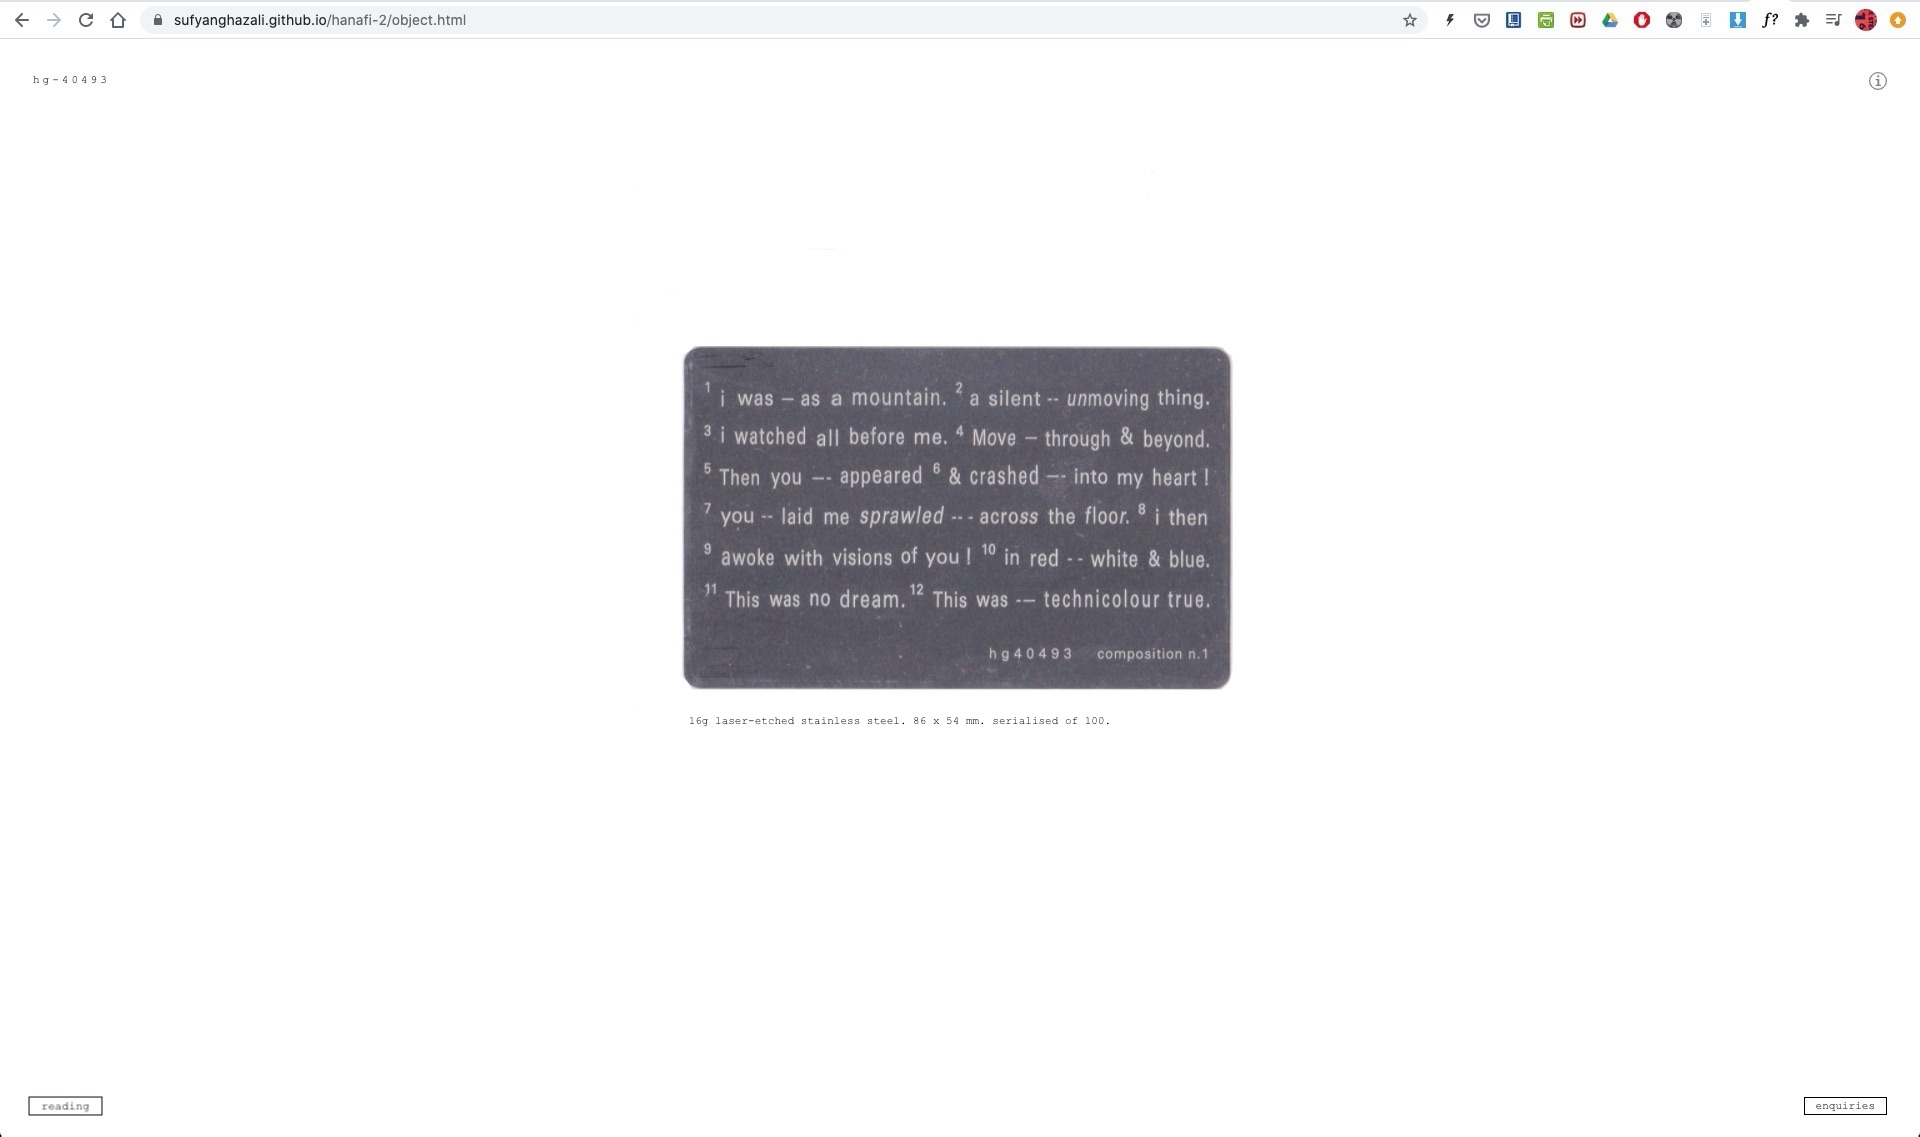 sufyanghazali.github.io/hanafi-2/object.html
f?
hg-40493
1 i was — as a mountain. 2 a silent -- unmoving thing.
3 i watched all before me. 4 Move — through & beyond.
5 Then you —- appeared 6 & crashed —- into my heart !
7 you -- laid me sprawled --- across the floor. 8 i then
9 awoke with visions of you ! 10 in red -- white & blue.
11 This was no dream. 12 This was -— technicolour true.
hg40493 composition n.1
16g laser-etched stainless steel. 86 x 54 mm. serialised of 100.
reading
enquiries